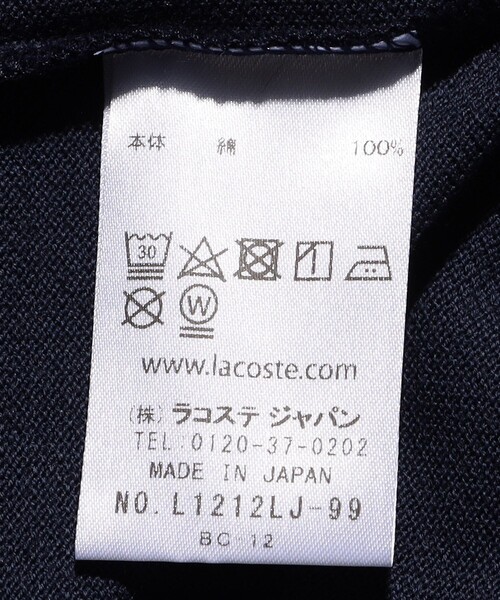 本体 綿 100%
30
W
www.lacoste.com
(株) ラコステ ジャパン
TEL:0120-37-0202
MADE IN JAPAN
NO. L1212LJ-99
BC-12